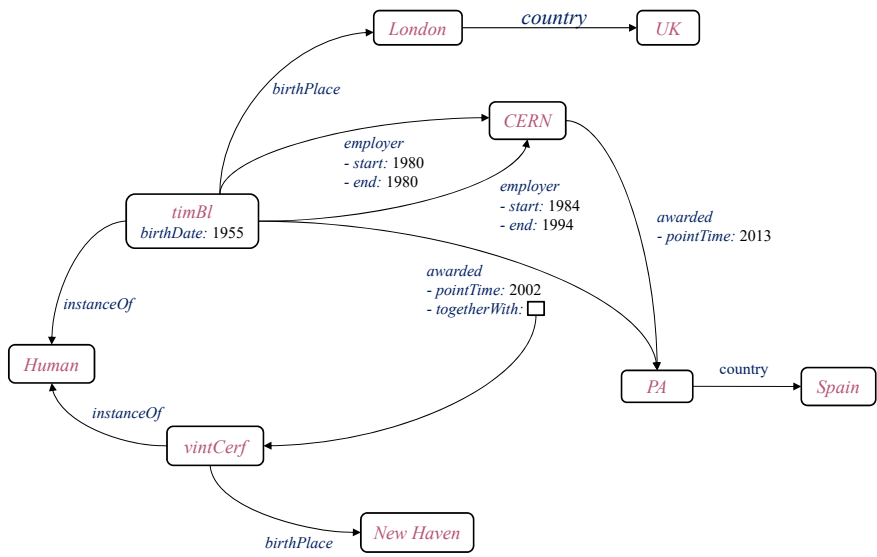 London
country
UK
birthPlace
CERN
employer
- start: 1980
- end: 1980
employer
- start: 1984
- end: 1994
timBl
birthDate: 1955
awarded
- pointTime: 2013
awarded
- pointTime: 2002
- togetherWith:
instanceOf
Human
PA
country
Spain
instanceOf
vintCerf
birthPlace
New Haven